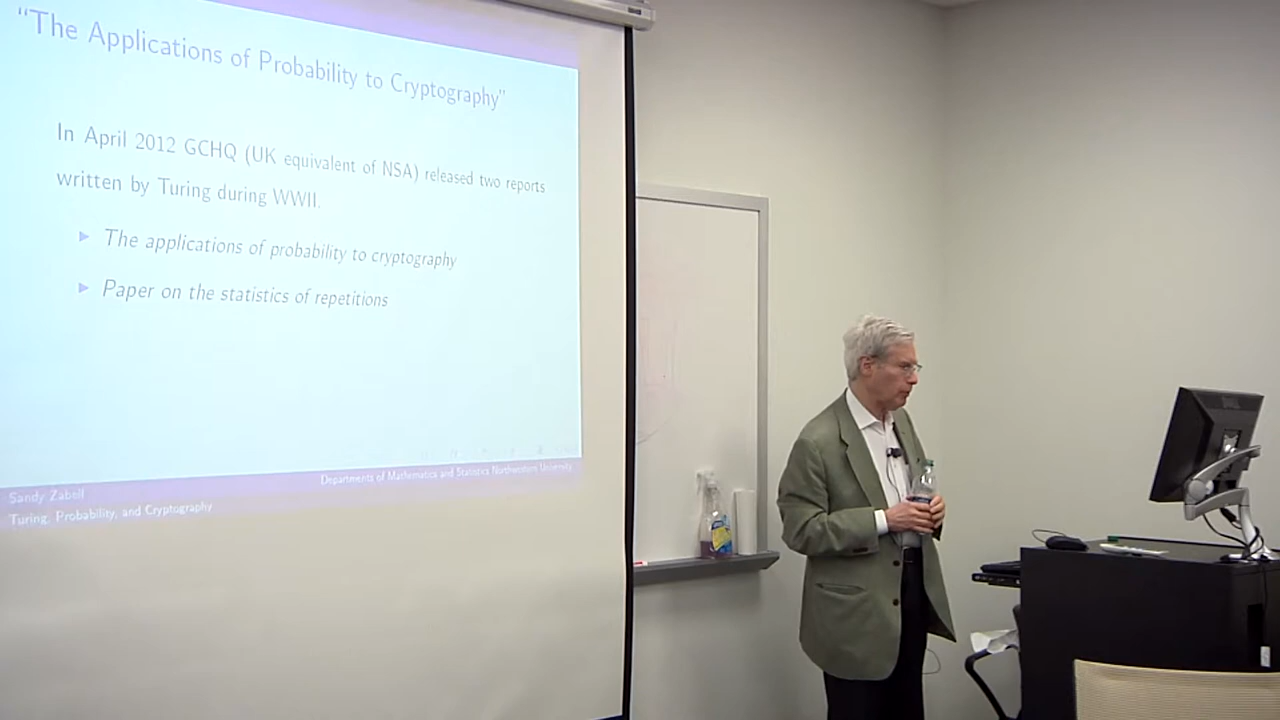 "The Applications of Probability to Cryptography"
In April 2012 GCHQ (UK equivalent of NSA) released two reports
written by Turing during WWII.
The applications of probability to cryptography
Paper on the statistics of repetitions
Sandy Zabell
Departments of Mathematics and Statistics Northwestern University
Turing, Probability, and Cryptography